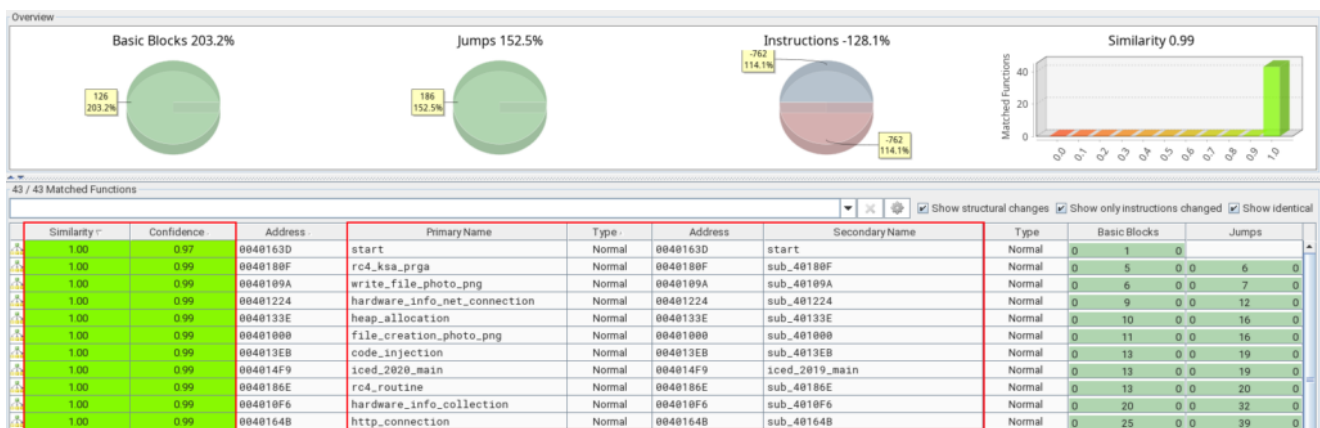 Overview
Basic Blocks 203.2%
Jumps 152.5%
Instructions -128.1%
Similarity 0.99
126
203.2%
186
152.5%
-762
114.1%
-762
114.1%
Matched Functions
40
20
0
0.0 0.1 0.2 0.3 0.4 0.5 0.6 0.7 0.8 0.9 1.0
43 / 43 Matched Functions
Show structural changes Show only instructions changed Show identical
Similarity Confidence Address Primary Name Type Address Secondary Name Type Basic Blocks Jumps
1.00 0.97 0040163D start Normal 0040163D start Normal 0 1 0
1.00 0.99 0040180F rc4_ksa_prga Normal 0040180F sub_40180F Normal 0 5 0 0 6 0
1.00 0.99 0040109A write_file_photo_png Normal 0040109A sub_40109A Normal 0 6 0 0 7 0
1.00 0.99 00401224 hardware_info_net_connection Normal 00401224 sub_401224 Normal 0 9 0 0 12 0
1.00 0.99 0040133E heap_allocation Normal 0040133E sub_40133E Normal 0 10 0 0 16 0
1.00 0.99 00401000 file_creation_photo_png Normal 00401000 sub_401000 Normal 0 11 0 0 16 0
1.00 0.99 004013EB code_injection Normal 004013EB sub_4013EB Normal 0 13 0 0 19 0
1.00 0.99 004014F9 iced_2020_main Normal 004014F9 iced_2019_main Normal 0 13 0 0 19 0
1.00 0.99 0040186E rc4_routine Normal 0040186E sub_40186E Normal 0 13 0 0 20 0
1.00 0.99 004010F6 hardware_info_collection Normal 004010F6 sub_4010F6 Normal 0 20 0 0 32 0
1.00 0.99 0040164B http_connection Normal 0040164B sub_40164B Normal 0 25 0 0 39 0